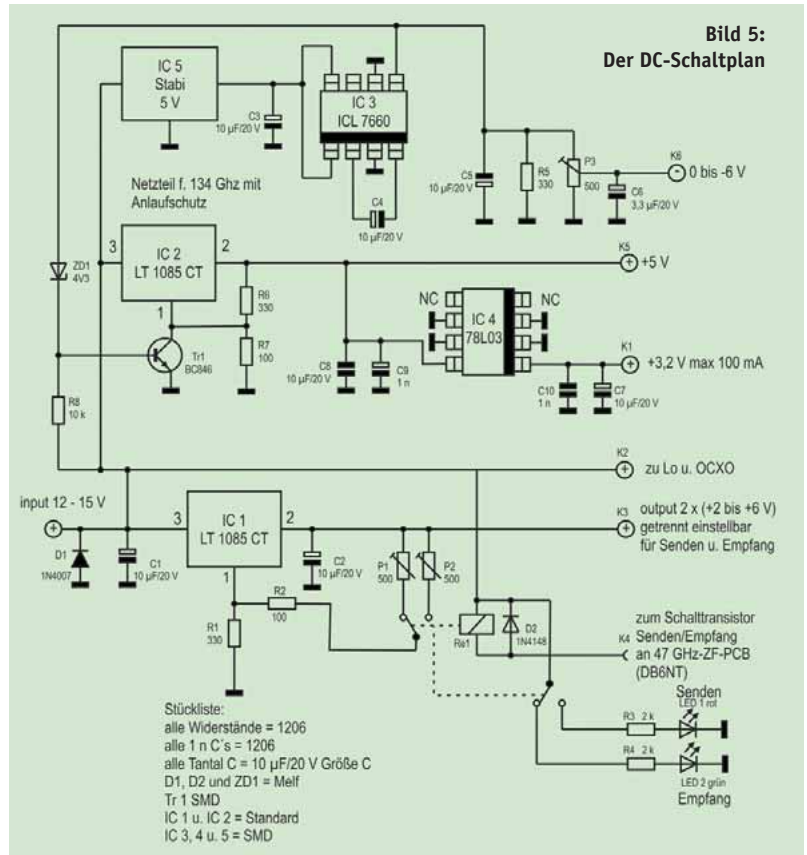 Bild 5:
Der DC-Schaltplan
IC 5
Stabi
5 V
C3
10 µF/20 V
IC 3
ICL 7660
C4
10 µF/20 V
C5
10 µF/20 V
R5
330
P3
500
C6
3,3 µF/20 V
K6
0 bis -6 V
Netzteil f. 134 Ghz mit
Anlaufschutz
3
IC 2
LT 1085 CT
2
1
ZD1
4V3
Tr1
BC846
R6
330
R7
100
R8
10 k
K5
+5 V
NC
NC
IC 4
78L03
C8
10 µF/20 V
C9
1 n
K1
+3,2 V max 100 mA
C10
1 n
C7
10 µF/20 V
K2
zu Lo u. OCXO
input 12 - 15 V
3
IC 1
LT 1085 CT
2
1
D1
1N4007
C1
10 µF/20 V
C2
10 µF/20 V
R2
100
R1
330
P1
500
P2
500
K3
output 2 x (+2 bis +6 V)
getrennt einstellbar
für Senden u. Empfang
Re1
D2
1N4148
K4
zum Schalttransistor
Senden/Empfang
an 47 GHz-ZF-PCB
(DB6NT)
Senden
LED 1 rot
R3 2 k
R4 2 k
LED 2 grün
Empfang
Stückliste:
alle Widerstände = 1206
alle 1 n C´s = 1206
alle Tantal C = 10 µF/20 V Größe C
D1, D2 und ZD1 = Melf
Tr 1 SMD
IC 1 u. IC 2 = Standard
IC 3, 4 u. 5 = SMD